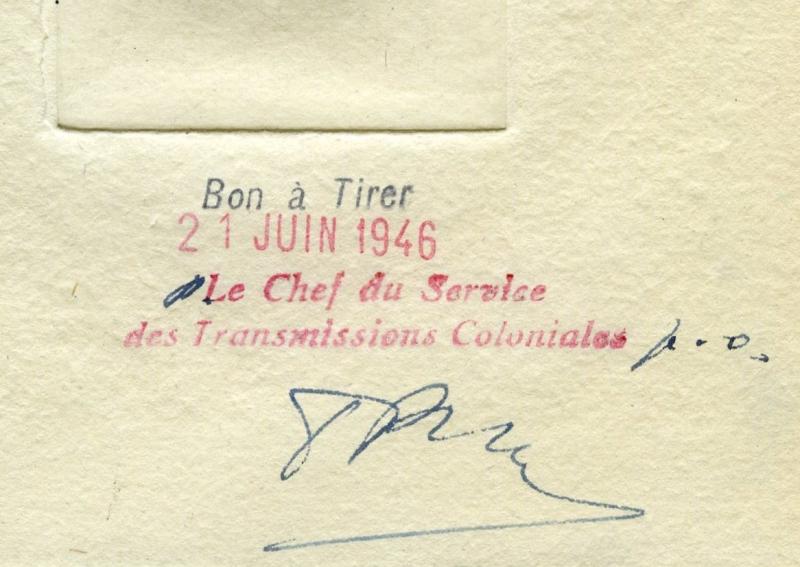 Bon à Tirer
21 JUIN 1946
Le Chef du Service
des Transmissions Coloniales p.o.